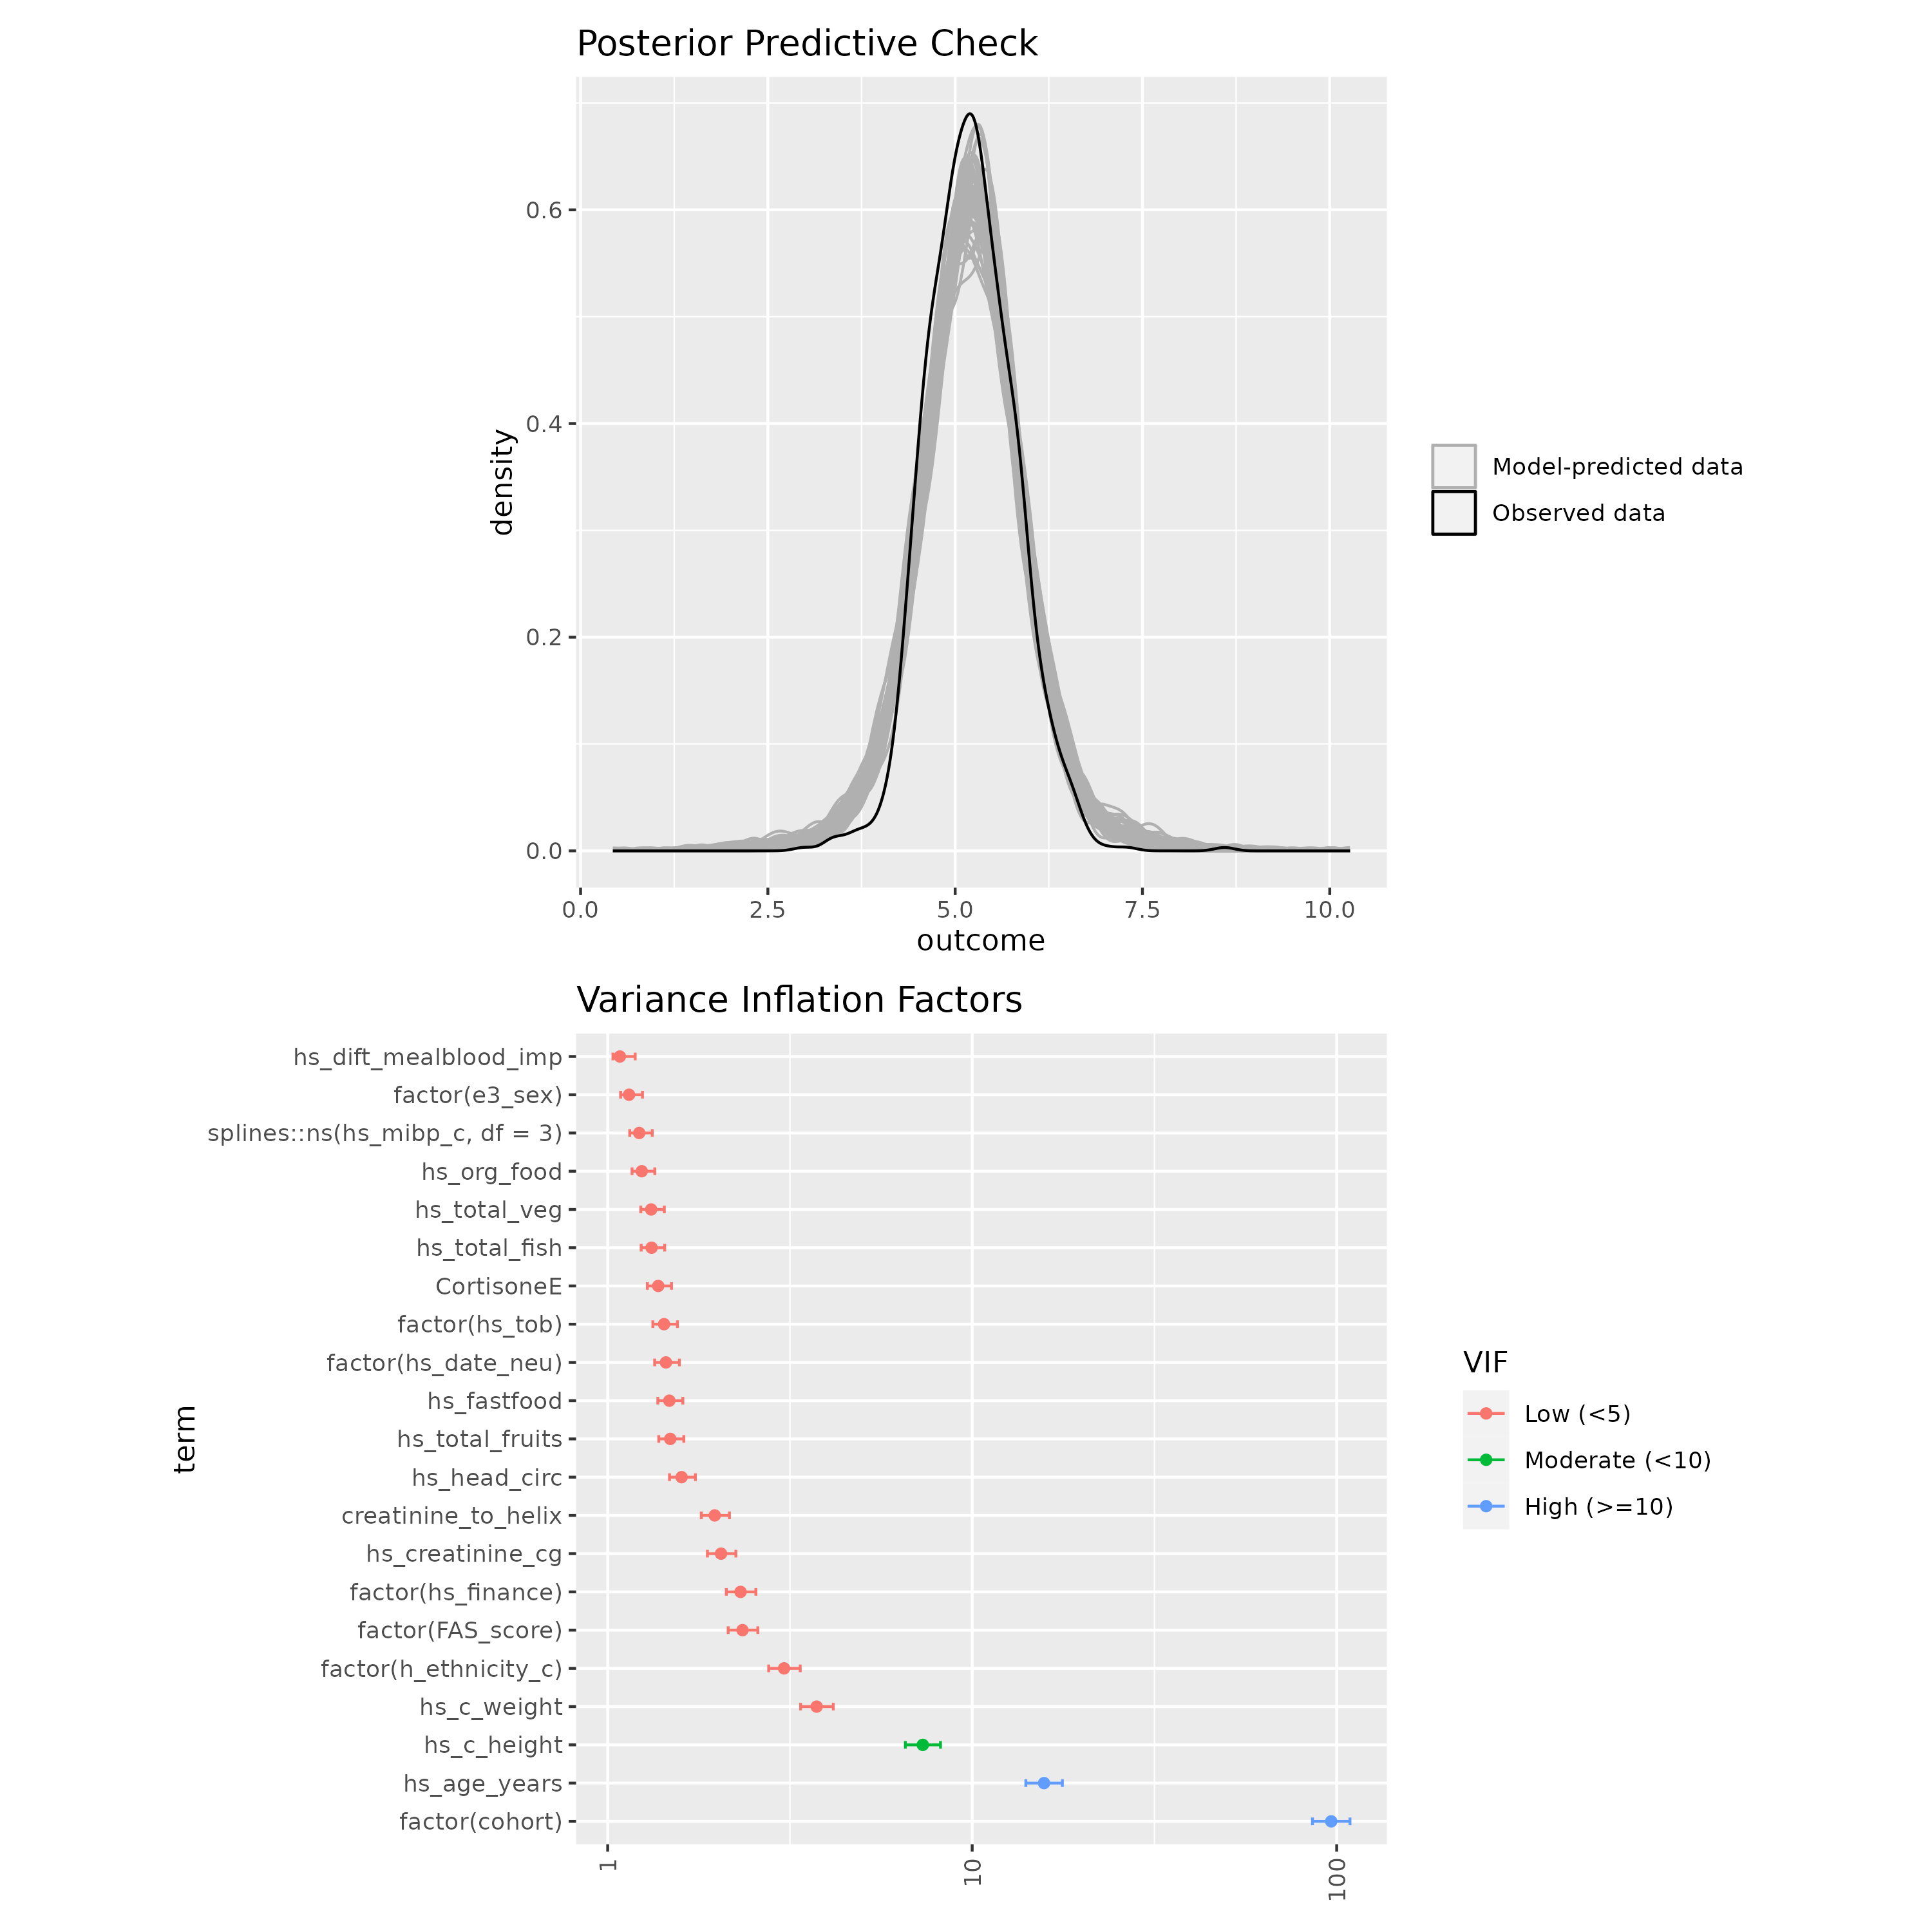 Posterior Predictive Check
density
0.6
0.4
0.2
0.0
0.0 2.5 5.0 7.5 10.0
outcome
Model-predicted data
Observed data
Variance Inflation Factors
term
hs_dift_mealblood_imp
factor(e3_sex)
splines::ns(hs_mibp_c, df = 3)
hs_org_food
hs_total_veg
hs_total_fish
CortisoneE
factor(hs_tob)
factor(hs_date_neu)
hs_fastfood
hs_total_fruits
hs_head_circ
creatinine_to_helix
hs_creatinine_cg
factor(hs_finance)
factor(FAS_score)
factor(h_ethnicity_c)
hs_c_weight
hs_c_height
hs_age_years
factor(cohort)
1 10 100
VIF
Low (<5)
Moderate (<10)
High (>=10)